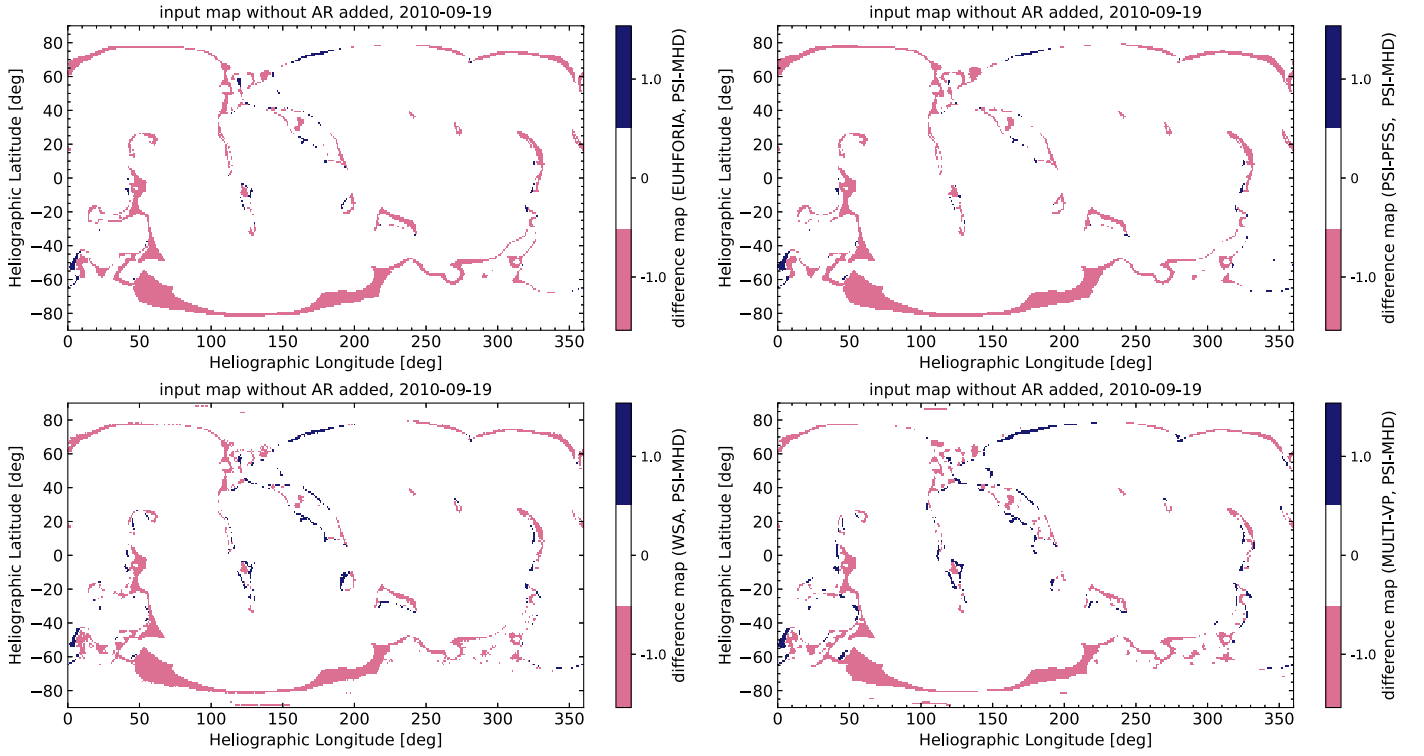 input map without AR added, 2010-09-19
80
60
40
20
0
−20
−40
−60
−80
Heliographic Latitude [deg]
0 50 100 150 200 250 300 350
Heliographic Longitude [deg]
1.0
0
-1.0
difference map (EUHFORIA, PSI-MHD)
input map without AR added, 2010-09-19
80
60
40
20
0
−20
−40
−60
−80
Heliographic Latitude [deg]
0 50 100 150 200 250 300 350
Heliographic Longitude [deg]
1.0
0
-1.0
difference map (PSI-PFSS, PSI-MHD)
input map without AR added, 2010-09-19
80
60
40
20
0
−20
−40
−60
−80
Heliographic Latitude [deg]
0 50 100 150 200 250 300 350
Heliographic Longitude [deg]
1.0
0
-1.0
difference map (WSA, PSI-MHD)
input map without AR added, 2010-09-19
80
60
40
20
0
−20
−40
−60
−80
Heliographic Latitude [deg]
0 50 100 150 200 250 300 350
Heliographic Longitude [deg]
1.0
0
-1.0
difference map (MULTI-VP, PSI-MHD)